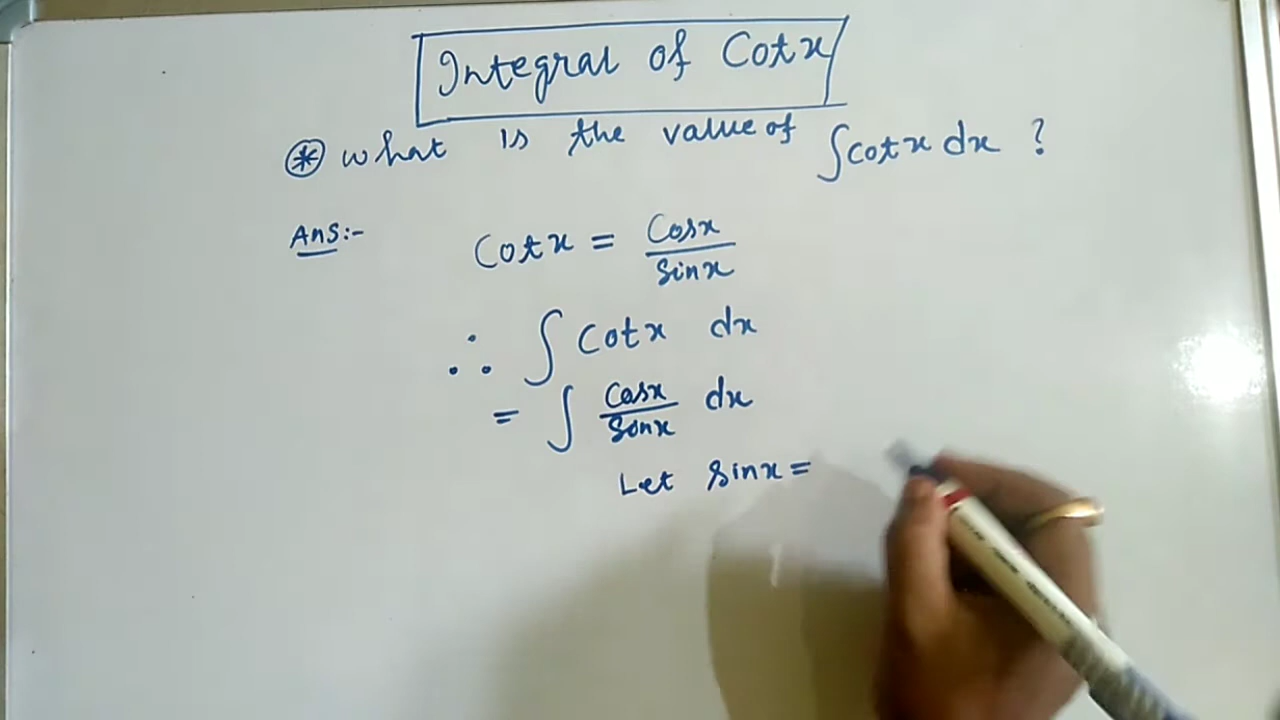 Integral of Cotx
* what is the value of ∫cotx dx ?
Ans:- Cotx = Cosx/Sinx
∴ ∫ Cotx dx
= ∫ Cosx/Sinx dx
Let Sinx =